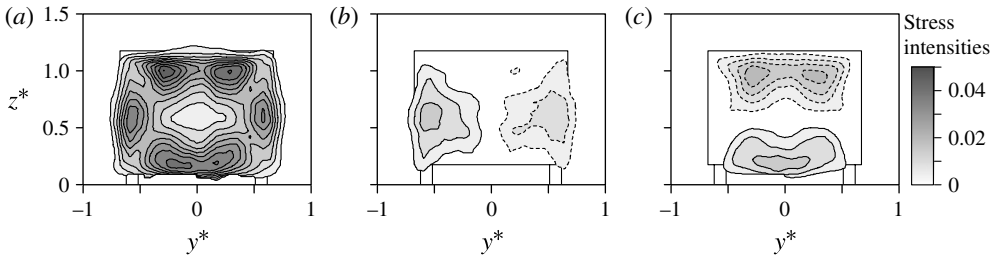 (a) (b) (c)
Stress
intensities
1.5
1.0
0.5
0
z*
−1 0 1
y*
−1 0 1
y*
−1 0 1
y*
0.04
0.02
0